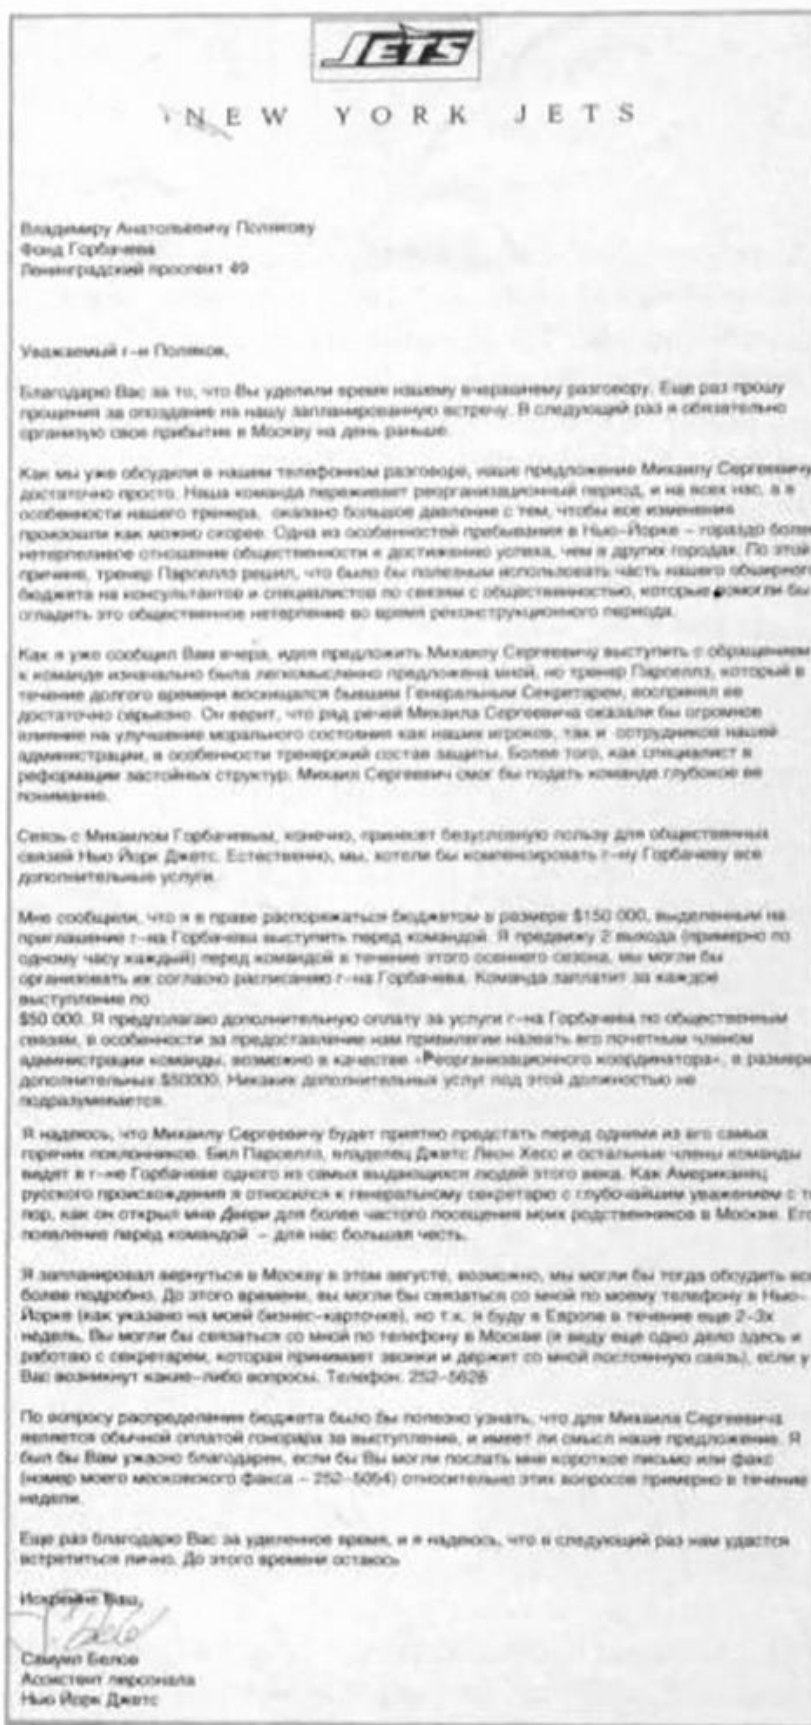 JETS
NEW YORK JETS
Владимиру Анатольевичу Полякову
Фонд Горбачева
Ленинградский проспект 49
Уважаемый г-н Поляков,
Благодарю Вас за то, что Вы уделили время нашему вчерашнему разговору. Еще раз прошу
прощения за опоздание на нашу запланированную встречу. В следующий раз я обязательно
организую свое прибытие в Москву на день раньше.
Как мы уже обсудили в нашем телефонном разговоре, наше предложение Михаилу Сергеевичу
достаточно просто. Наша команда переживает реорганизационный период, и на всех нас, а в
особенности нашего тренера, оказано большое давление с тем, чтобы все изменения
произошли как можно скорее. Одна из особенностей пребывания в Нью-Йорке – гораздо более
нетерпеливое отношение общественности к достижению успеха, чем в других городах. По этой
причине, тренер Парселлз решил, что было бы полезным использовать часть нашего обширного
бюджета на консультантов и специалистов по связям с общественностью, которые помогли бы
сгладить это общественное нетерпение во время реконструкционного периода.
Как я уже сообщил Вам вчера, идея предложить Михаилу Сергеевичу выступить с обращением
к команде изначально была легкомысленно предложена мной, но тренер Парселлз, который в
течение долгого времени восхищался бывшим Генеральным Секретарем, воспринял ее
достаточно серьезно. Он верит, что ряд речей Михаила Сергеевича оказали бы огромное
влияние на улучшение морального состояния как наших игроков, так и сотрудников нашей
администрации, в особенности тренерский состав защиты. Более того, как специалист в
реформации застойных структур, Михаил Сергеевич смог бы подать команде глубокое ее
понимание.
Связь с Михаилом Горбачевым, конечно, принесет безусловную пользу для общественных
связей Нью Йорк Джетс. Естественно, мы, хотели бы компенсировать г-ну Горбачеву все
дополнительные услуги.
Мне сообщили, что я в праве распоряжаться бюджетом в размере $150 000, выделенным на
приглашение г-на Горбачева выступить перед командой. Я предвижу 2 выхода (примерно по
одному часу каждый) перед командой в течение этого осеннего сезона, мы могли бы
организовать их согласно расписанию г-на Горбачева. Команда заплатит за каждое
выступление по
$50 000. Я предполагаю дополнительную оплату за услуги г-на Горбачева по общественным
связям, в особенности за предоставление нам привилегии назвать его почетным членом
администрации команды, возможно в качестве «Реорганизационного координатора», в размере
дополнительных $50000. Никаких дополнительных услуг под этой должностью не
подразумевается.
Я надеюсь, что Михаилу Сергеевичу будет приятно предстать перед одними из его самых
горячих поклонников. Бил Парселлз, владелец Джетс Леон Хесс и остальные члены команды
видят в г-не Горбачеве одного из самых выдающихся людей этого века. Как Американец
русского происхождения я относился к генеральному секретарю с глубочайшим уважением с
пор, как он открыл мне двери для более частого посещения моих родственников в Москве. Его
появление перед командой – для нас большая честь.
Я запланировал вернуться в Москву в этом августе, возможно, мы могли бы тогда обсудить
более подробно. До этого времени, вы могли бы связаться со мной по моему телефону в Нью-
Йорке (как указано на моей бизнес-карточке), но т.к. я буду в Европе в течение еще 2-3х
недель, Вы могли бы связаться со мной по телефону в Москве (я веду еще одно дело здесь и
работаю с секретарем, которая принимает звонки и держит со мной постоянную связь), если у
Вас возникнут какие-либо вопросы. Телефон: 252-5628
По вопросу распределения бюджета было бы полезно узнать, что для Михаила Сергеевича
является обычной оплатой гонорара за выступление, и имеет ли смысл наше предложение. Я
был бы Вам ужасно благодарен, если бы Вы могли послать мне короткое письмо или факс
(номер моего московского факса – 252-5054) относительно этих вопросов примерно в течение
недели.
Еще раз благодарю Вас за уделенное время, и я надеюсь, что в следующий раз нам удастся
встретиться лично. До этого времени остаюсь
Искренне Ваш,
Самуил Белов
Ассистент персонала
Нью Йорк Джетс